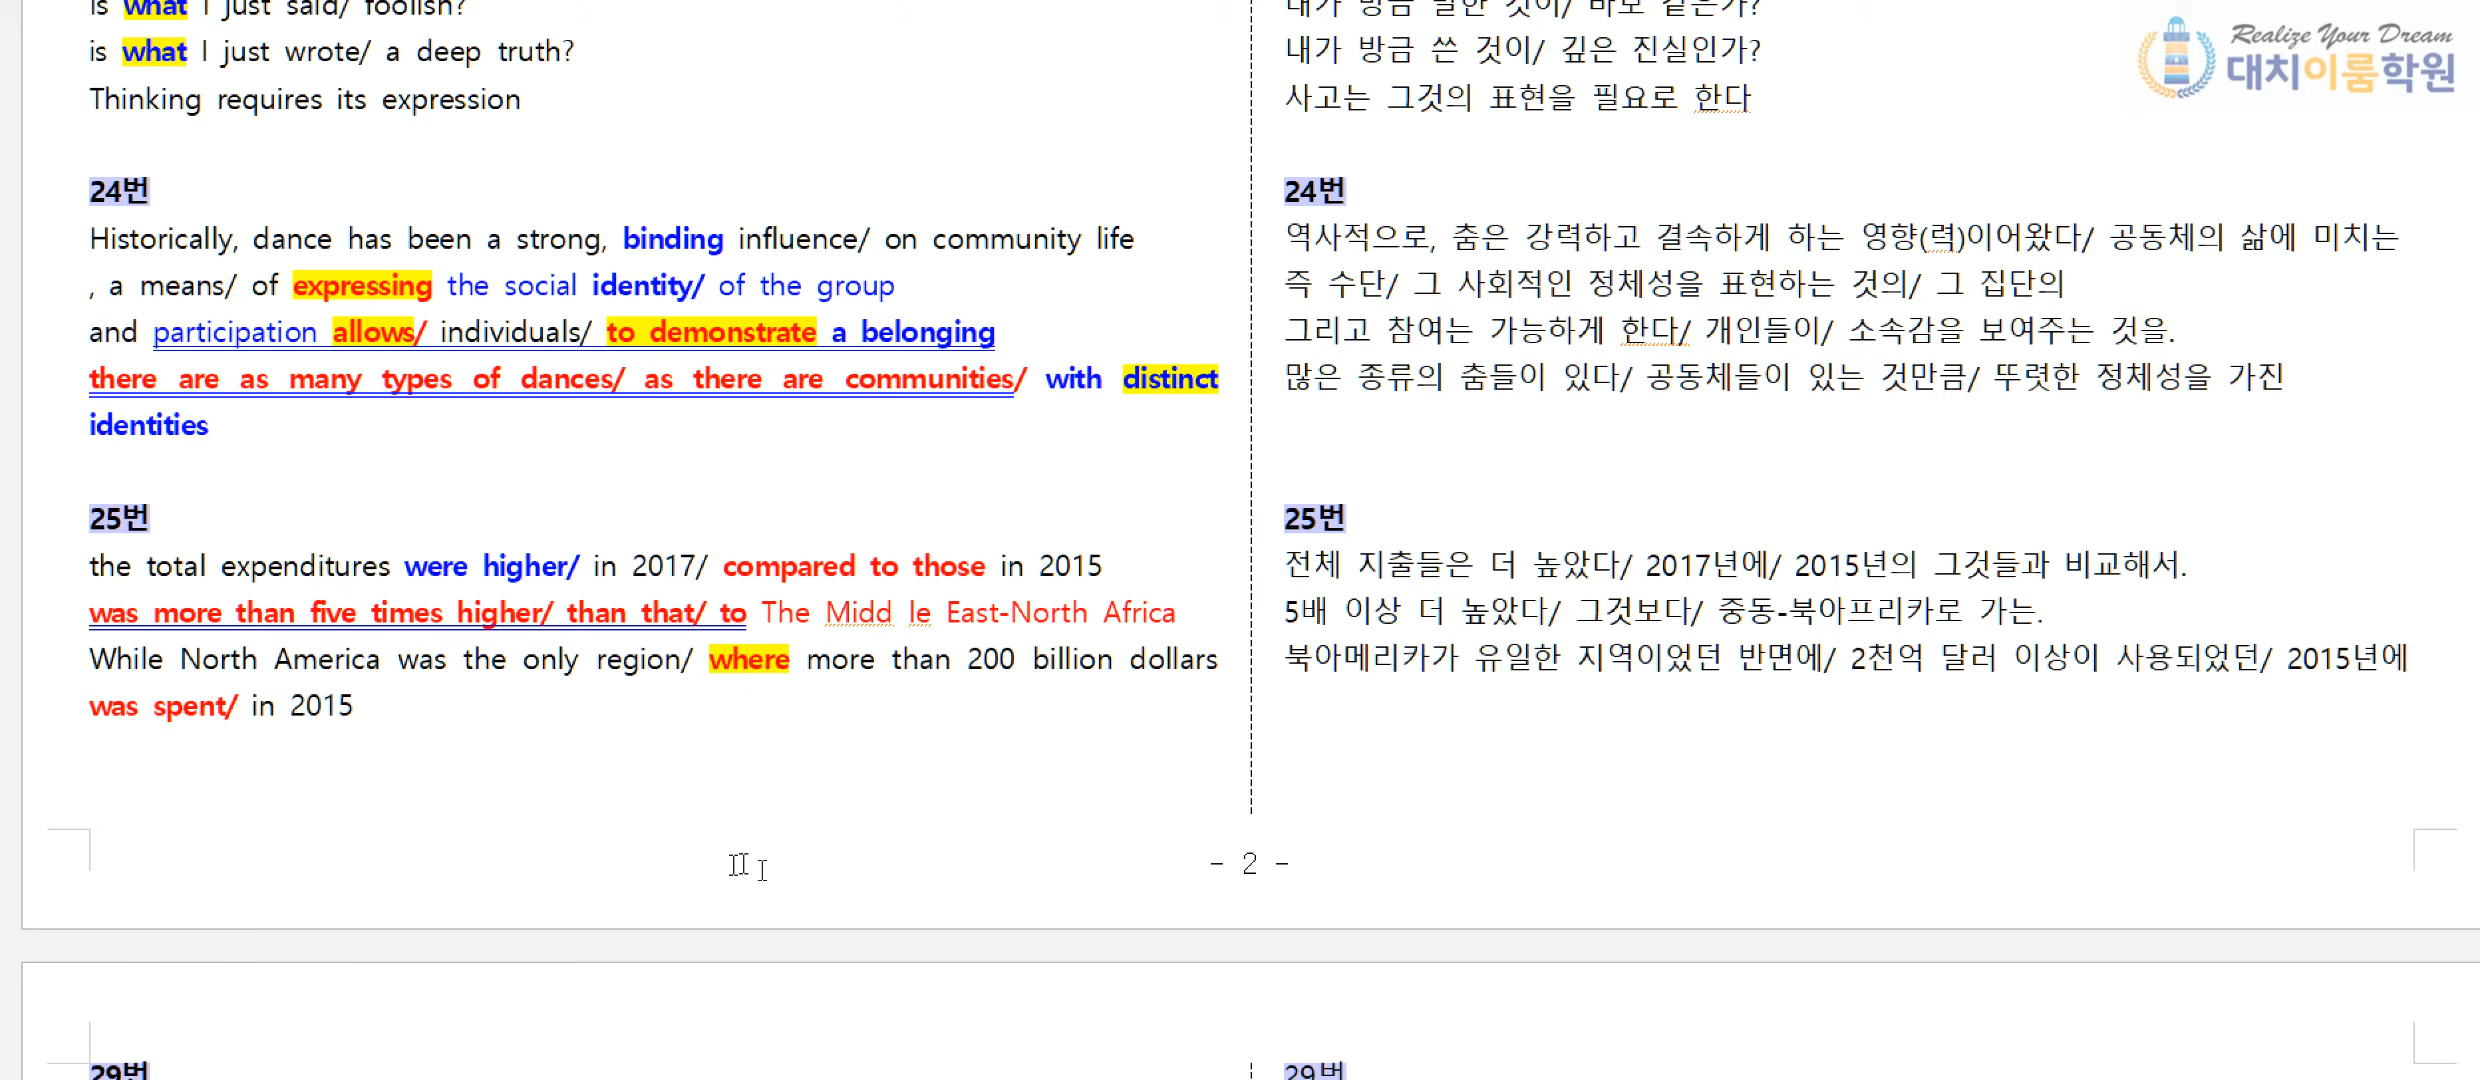 is what I just said/ foolish?
is what I just wrote/ a deep truth?
Thinking requires its expression
24번
Historically, dance has been a strong, binding influence/ on community life
, a means/ of expressing the social identity/ of the group
and participation allows/ individuals/ to demonstrate a belonging
there are as many types of dances/ as there are communities/ with distinct
identities
25번
the total expenditures were higher/ in 2017/ compared to those in 2015
was more than five times higher/ than that/ to The Midd le East-North Africa
While North America was the only region/ where more than 200 billion dollars
was spent/ in 2015
29번
내가 방금 말한 것이/ 바보 같은가?
내가 방금 쓴 것이/ 깊은 진실인가?
사고는 그것의 표현을 필요로 한다
24번
역사적으로, 춤은 강력하고 결속하게 하는 영향(력)이어왔다/ 공동체의 삶에 미치는
즉 수단/ 그 사회적인 정체성을 표현하는 것의/ 그 집단의
그리고 참여는 가능하게 한다/ 개인들이/ 소속감을 보여주는 것을.
많은 종류의 춤들이 있다/ 공동체들이 있는 것만큼/ 뚜렷한 정체성을 가진
25번
전체 지출들은 더 높았다/ 2017년에/ 2015년의 그것들과 비교해서.
5배 이상 더 높았다/ 그것보다/ 중동-북아프리카로 가는.
북아메리카가 유일한 지역이었던 반면에/ 2천억 달러 이상이 사용되었던/ 2015년에
29번
- 2 -
Realize Your Dream
대치이룸학원